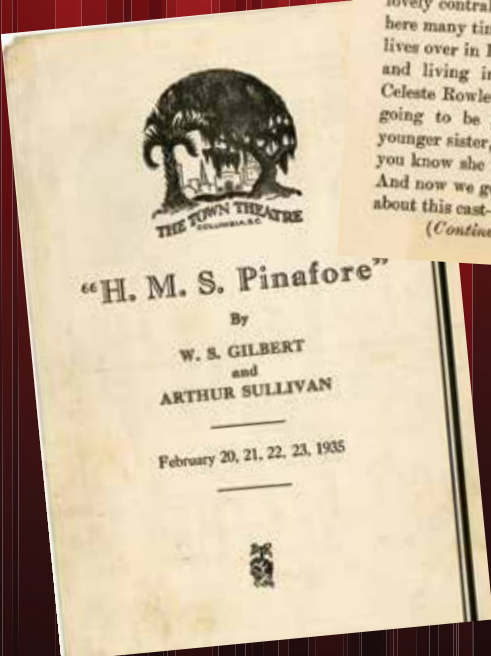 lovely contral
here many tim
lives over in
and living in
Celeste Rowle
going to be
younger sister,
you know she
And now we g
about this cast—
(Contin
THE TOWN THEATRE
COLUMBIA, S.C.
“H. M. S. Pinafore”
By
W. S. GILBERT
and
ARTHUR SULLIVAN
February 20, 21, 22, 23, 1935